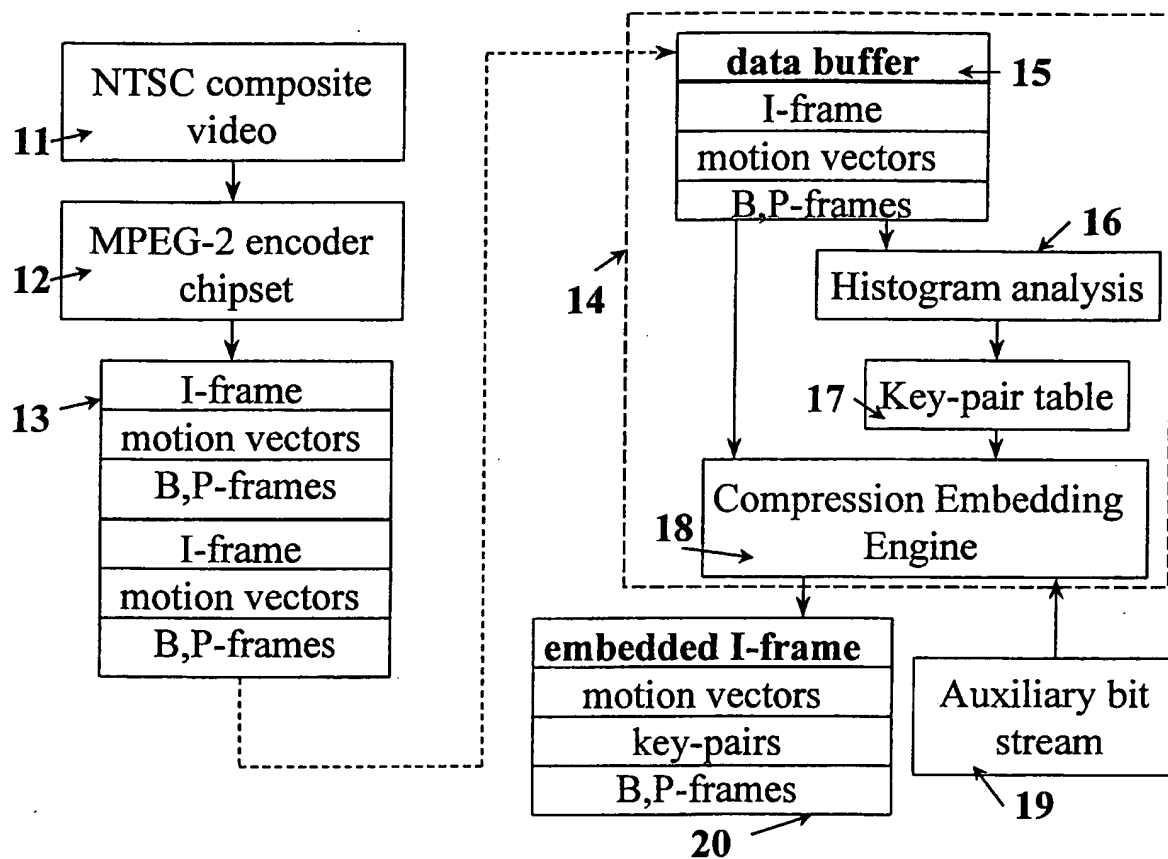 NTSC composite
video
11
MPEG-2 encoder
chipset
12
13
I-frame
motion vectors
B,P-frames
I-frame
motion vectors
B,P-frames
14
data buffer
15
I-frame
motion vectors
B,P-frames
16
Histogram analysis
17
Key-pair table
Compression Embedding
Engine
18
embedded I-frame
motion vectors
key-pairs
B,P-frames
20
Auxiliary bit
stream
19